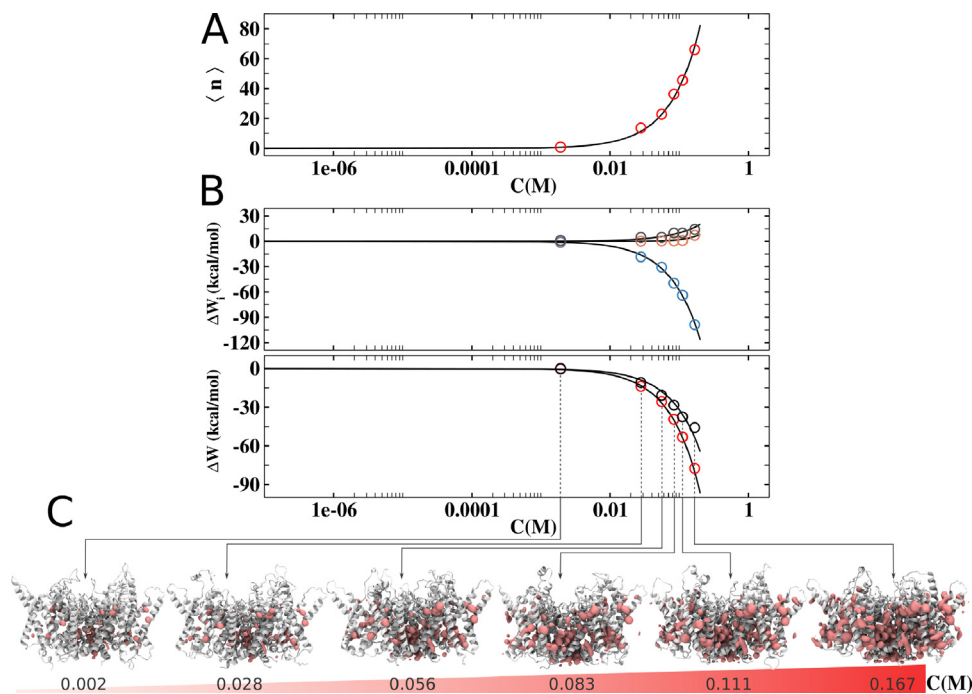 A
80
60
40
20
0
⟨ n ⟩
1e-06 0.0001 0.01 1
C(M)
B
30
0
-30
-60
-90
-120
ΔWi (kcal/mol)
0
-30
-60
-90
ΔW (kcal/mol)
1e-06 0.0001 0.01 1
C(M)
C
0.002 0.028 0.056 0.083 0.111 0.167 C(M)